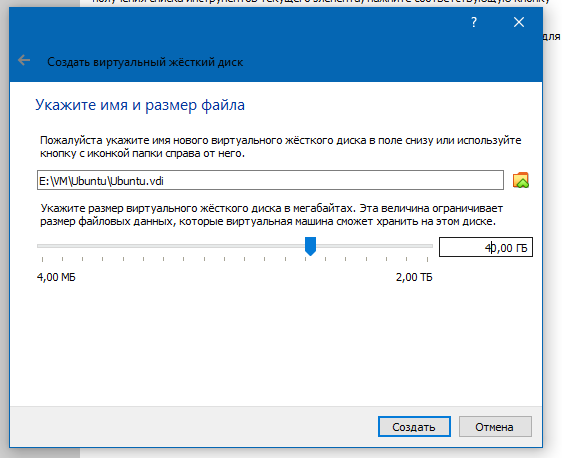 получения списка инструментов текущего элемента, нажмите соответствующую кнопку
для
?
Создать виртуальный жёсткий диск
Укажите имя и размер файла
Пожалуйста укажите имя нового виртуального жёсткого диска в поле снизу или используйте
кнопку с иконкой папки справа от него.
E:\VM\Ubuntu\Ubuntu.vdi
Укажите размер виртуального жёсткого диска в мегабайтах. Эта величина ограничивает
размер файловых данных, которые виртуальная машина сможет хранить на этом диске.
40,00 ГБ
4,00 МБ
2,00 ТБ
Создать
Отмена